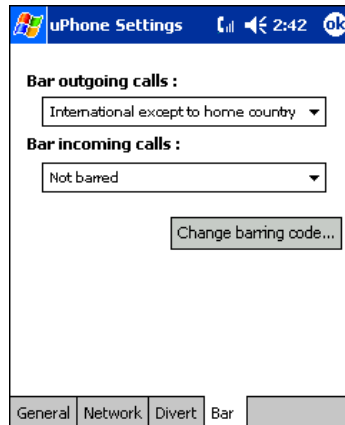 uPhone Settings 2:42 ok
Bar outgoing calls :
International except to home country
Bar incoming calls :
Not barred
Change barring code...
General Network Divert Bar